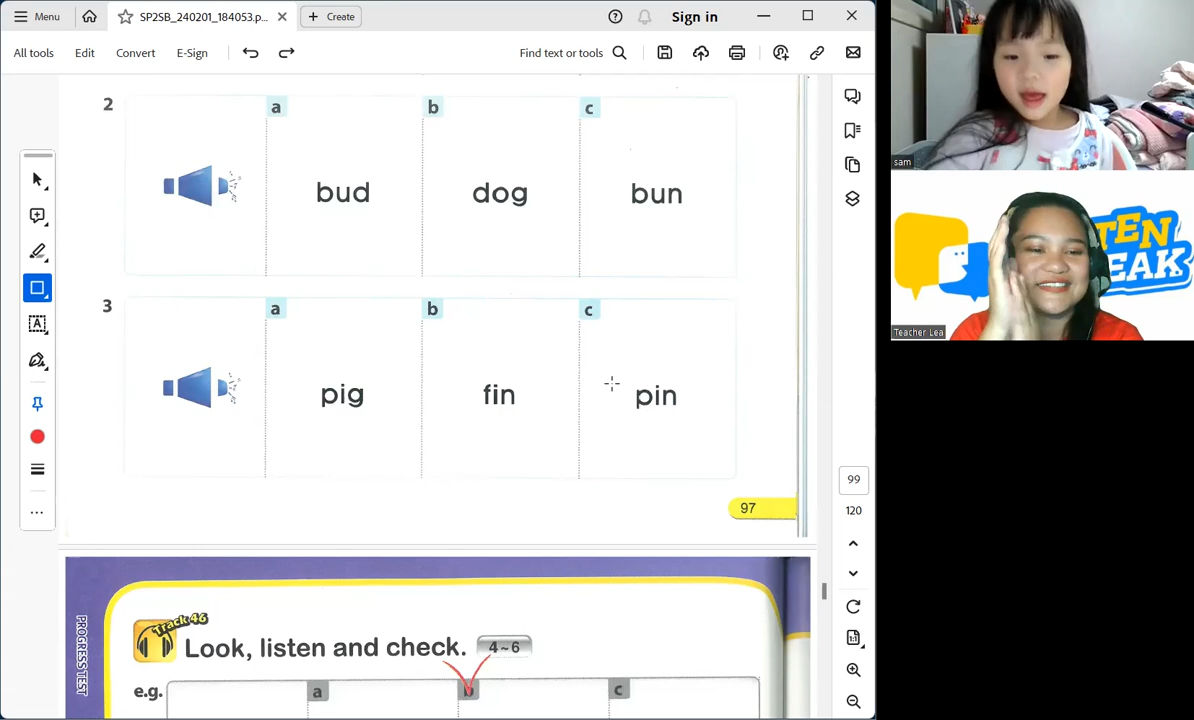 Menu
SP2SB_240201_184053.p...
Create
Sign in
All tools
Edit
Convert
E-Sign
Find text or tools
2
a
b
c
bud
dog
bun
3
a
b
c
pig
fin
pin
97
99
120
PROGRESS TEST
Track 46
Look, listen and check.
4~6
e.g.
a
b
c
sam
TEN
EAK
Teacher Lea